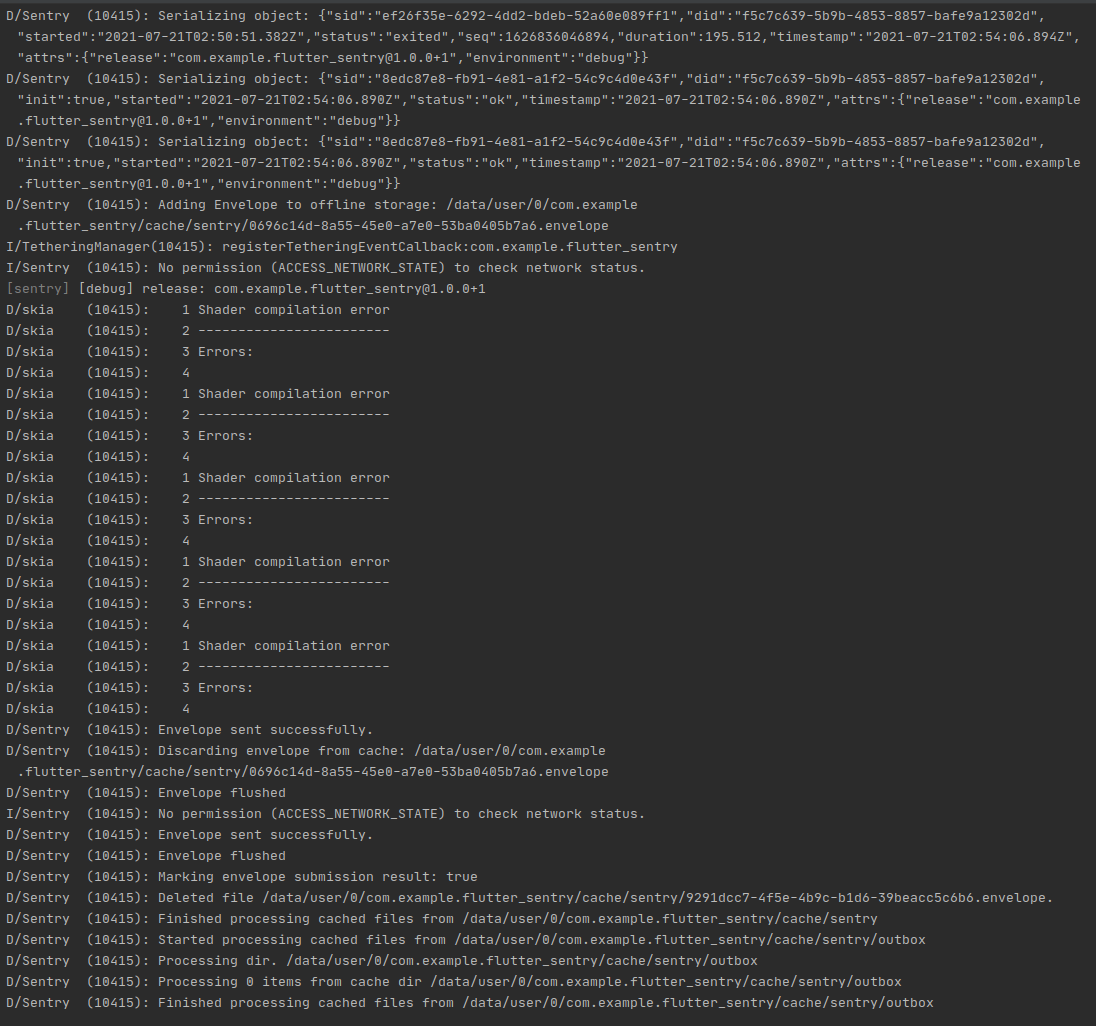 D/Sentry  (10415): Serializing object: {"sid":"ef26f35e-6292-4dd2-bdeb-52a60e089ff1","did":"f5c7c639-5b9b-4853-8857-bafe9a12302d",
"started":"2021-07-21T02:50:51.382Z","status":"exited","seq":1626836046894,"duration":195.512,"timestamp":"2021-07-21T02:54:06.894Z",
"attrs":{"release":"com.example.flutter_sentry@1.0.0+1","environment":"debug"}}
D/Sentry  (10415): Serializing object: {"sid":"8edc87e8-fb91-4e81-a1f2-54c9c4d0e43f","did":"f5c7c639-5b9b-4853-8857-bafe9a12302d",
"init":true,"started":"2021-07-21T02:54:06.890Z","status":"ok","timestamp":"2021-07-21T02:54:06.890Z","attrs":{"release":"com.example
.flutter_sentry@1.0.0+1","environment":"debug"}}
D/Sentry  (10415): Serializing object: {"sid":"8edc87e8-fb91-4e81-a1f2-54c9c4d0e43f","did":"f5c7c639-5b9b-4853-8857-bafe9a12302d",
"init":true,"started":"2021-07-21T02:54:06.890Z","status":"ok","timestamp":"2021-07-21T02:54:06.890Z","attrs":{"release":"com.example
.flutter_sentry@1.0.0+1","environment":"debug"}}
D/Sentry  (10415): Adding Envelope to offline storage: /data/user/0/com.example
.flutter_sentry/cache/sentry/0696c14d-8a55-45e0-a7e0-53ba0405b7a6.envelope
I/TetheringManager(10415): registerTetheringEventCallback:com.example.flutter_sentry
I/Sentry  (10415): No permission (ACCESS_NETWORK_STATE) to check network status.
[sentry] [debug] release: com.example.flutter_sentry@1.0.0+1
D/skia    (10415):    1 Shader compilation error
D/skia    (10415):    2 ------------------------
D/skia    (10415):    3 Errors:
D/skia    (10415):    4
D/skia    (10415):    1 Shader compilation error
D/skia    (10415):    2 ------------------------
D/skia    (10415):    3 Errors:
D/skia    (10415):    4
D/skia    (10415):    1 Shader compilation error
D/skia    (10415):    2 ------------------------
D/skia    (10415):    3 Errors:
D/skia    (10415):    4
D/skia    (10415):    1 Shader compilation error
D/skia    (10415):    2 ------------------------
D/skia    (10415):    3 Errors:
D/skia    (10415):    4
D/skia    (10415):    1 Shader compilation error
D/skia    (10415):    2 ------------------------
D/skia    (10415):    3 Errors:
D/skia    (10415):    4
D/Sentry  (10415): Envelope sent successfully.
D/Sentry  (10415): Discarding envelope from cache: /data/user/0/com.example
.flutter_sentry/cache/sentry/0696c14d-8a55-45e0-a7e0-53ba0405b7a6.envelope
D/Sentry  (10415): Envelope flushed
I/Sentry  (10415): No permission (ACCESS_NETWORK_STATE) to check network status.
D/Sentry  (10415): Envelope sent successfully.
D/Sentry  (10415): Envelope flushed
D/Sentry  (10415): Marking envelope submission result: true
D/Sentry  (10415): Deleted file /data/user/0/com.example.flutter_sentry/cache/sentry/9291dcc7-4f5e-4b9c-b1d6-39beacc5c6b6.envelope.
D/Sentry  (10415): Finished processing cached files from /data/user/0/com.example.flutter_sentry/cache/sentry
D/Sentry  (10415): Started processing cached files from /data/user/0/com.example.flutter_sentry/cache/sentry/outbox
D/Sentry  (10415): Processing dir. /data/user/0/com.example.flutter_sentry/cache/sentry/outbox
D/Sentry  (10415): Processing 0 items from cache dir /data/user/0/com.example.flutter_sentry/cache/sentry/outbox
D/Sentry  (10415): Finished processing cached files from /data/user/0/com.example.flutter_sentry/cache/sentry/outbox